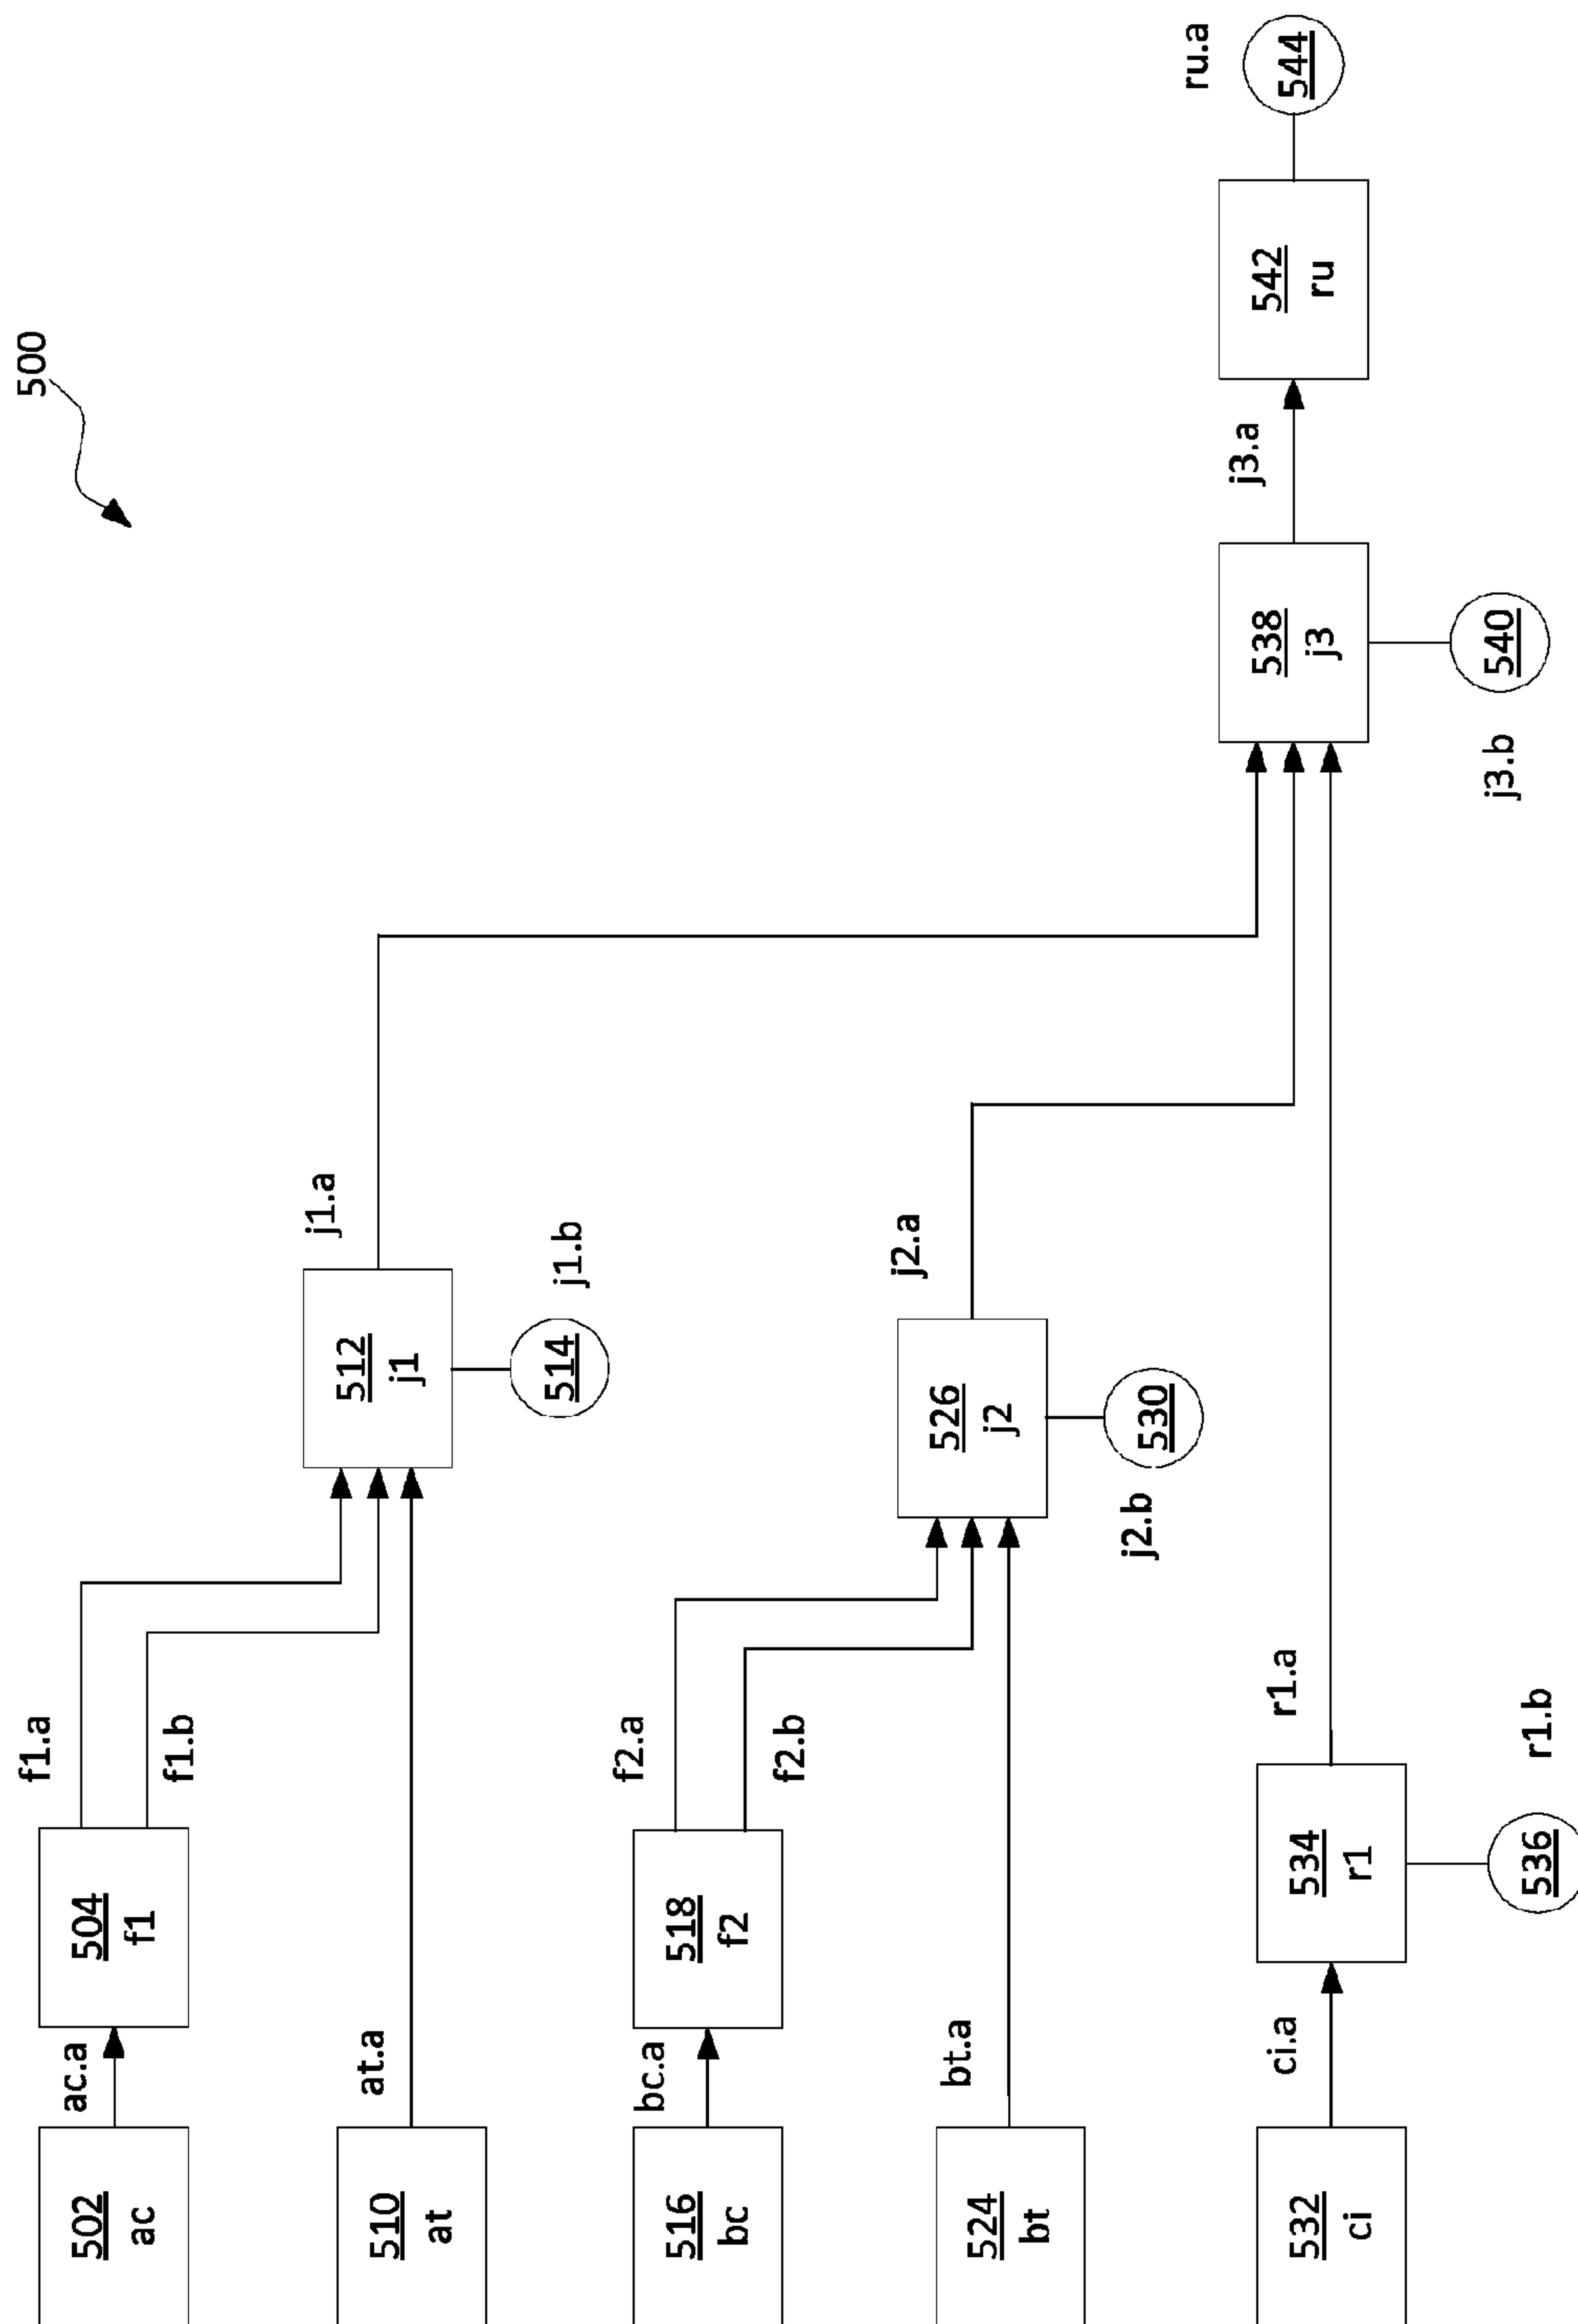 500
ac.a
502
ac
504
f1
f1.a
f1.b
at.a
510
at
512
j1
j1.a
514
j1.b
bc.a
516
bc
518
f2
f2.a
f2.b
bt.a
524
bt
526
j2
j2.a
530
j2.b
ci.a
532
ci
534
r1
r1.a
536
r1.b
538
j3
j3.a
540
j3.b
542
ru
544
ru.a